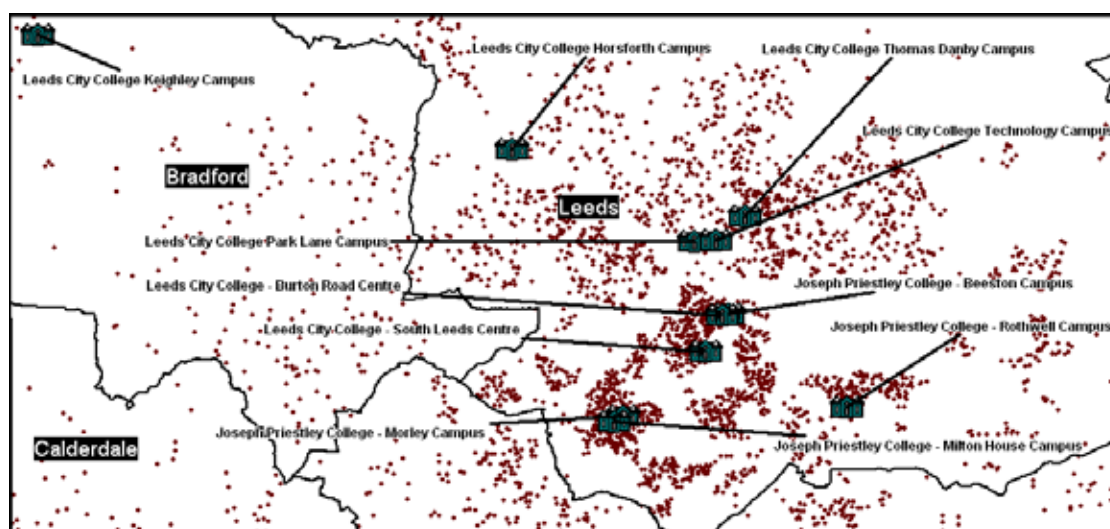 Leeds City College Horsforth Campus
Leeds City College Thomas Danby Campus
Leeds City College Keighley Campus
Leeds City College Technology Campus
Bradford
Leeds
Leeds City College Park Lane Campus
Leeds City College - Burton Road Centre
Joseph Priestley College - Beeston Campus
Leeds City College - South Leeds Centre
Joseph Priestley College - Rothwell Campus
Joseph Priestley College - Morley Campus
Calderdale
Joseph Priestley College - Milton House Campus